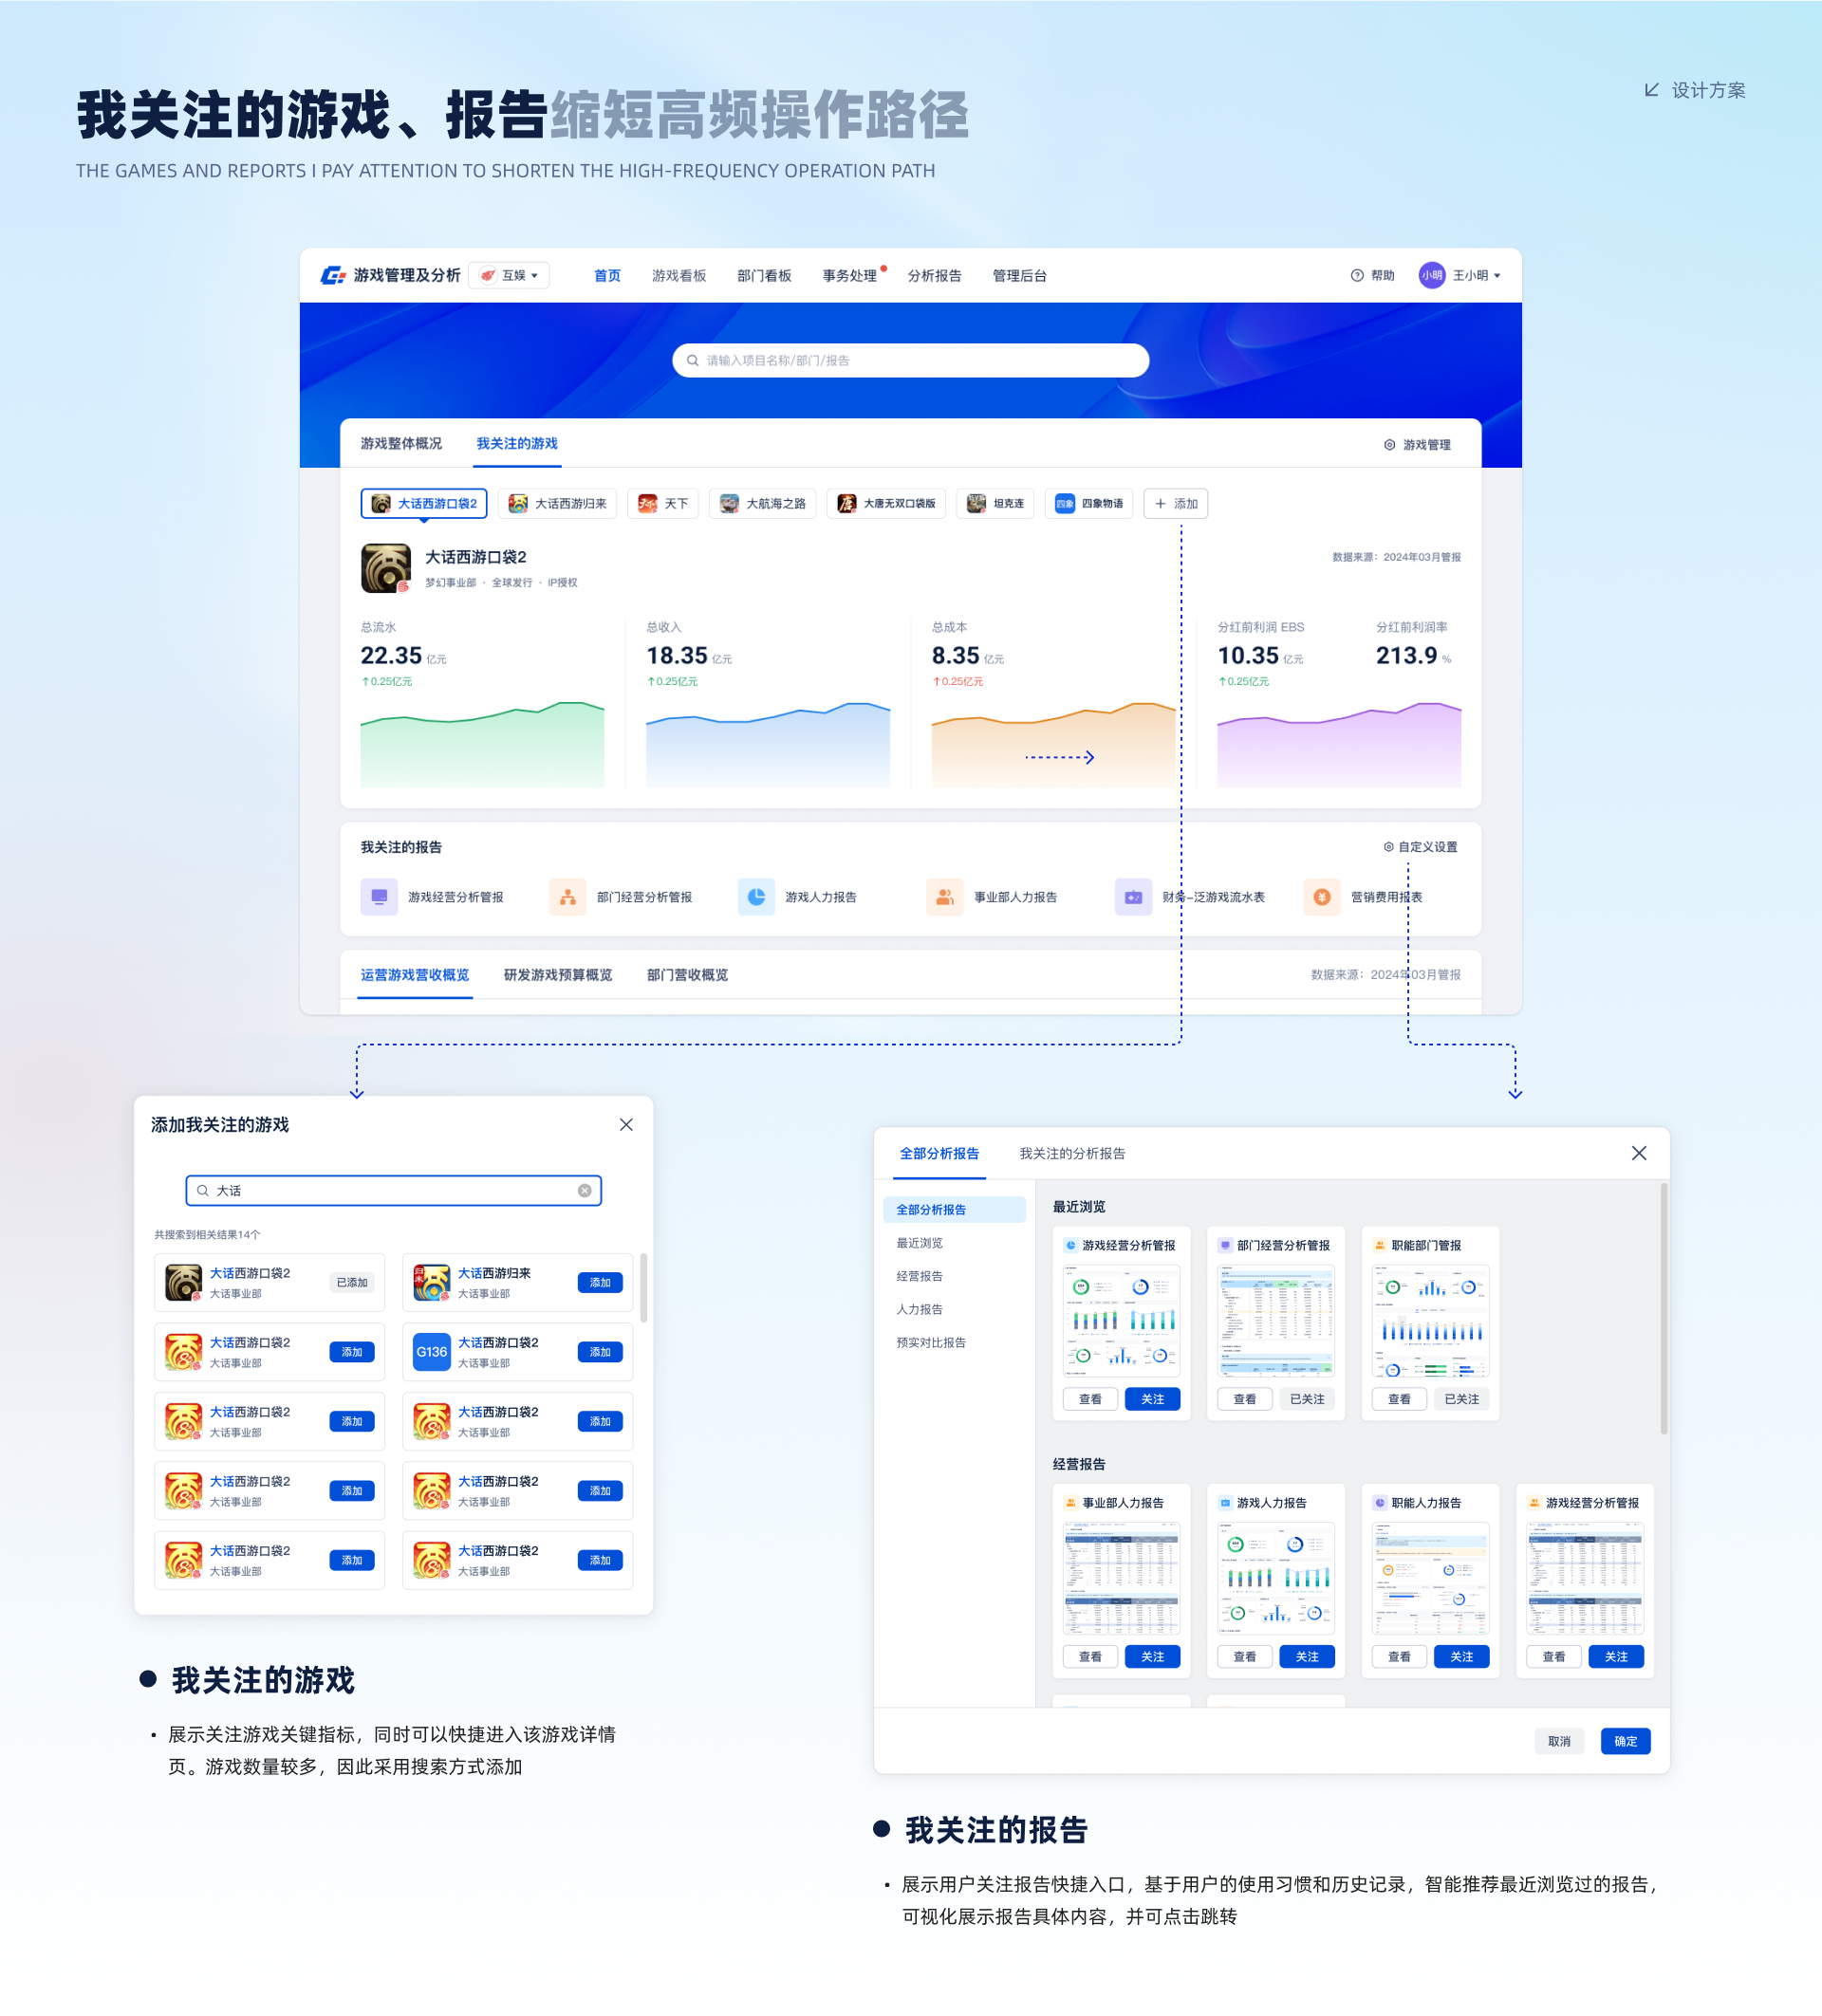 我关注的游戏、报告缩短高频操作路径
设计方案
THE GAMES AND REPORTS I PAY ATTENTION TO SHORTEN THE HIGH-FREQUENCY OPERATION PATH
游戏管理及分析 互娱 首页 游戏看板 部门看板 事务处理 分析报告 管理后台 帮助 小明 王小明
请输入项目名称/部门/报告
游戏整体概况 我关注的游戏 游戏管理
大话西游口袋2 大话西游归来 天下 大航海之路 大唐无双口袋版 坦克连 四象 四象物语 添加
大话西游口袋2
数据来源：2024年03月管报
梦幻事业部 · 全球发行 · IP授权
总流水 总收入 总成本 分红前利润 EBS 分红前利润率
22.35 亿元 18.35 亿元 8.35 亿元 10.35 亿元 213.9 %
↑0.25亿元 ↑0.25亿元 ↑0.25亿元 ↑0.25亿元
我关注的报告 自定义设置
游戏经营分析管报 部门经营分析管报 游戏人力报告 事业部人力报告 财务-泛游戏流水表 营销费用报表
运营游戏营收概览 研发游戏预算概览 部门营收概览 数据来源：2024年03月管报
添加我关注的游戏
大话
共搜索到相关结果14个
大话西游口袋2 已添加 大话西游归来 添加
大话事业部 大话事业部
大话西游口袋2 添加 G136 大话西游口袋2 添加
大话事业部 大话事业部
大话西游口袋2 添加 大话西游口袋2 添加
大话事业部 大话事业部
大话西游口袋2 添加 大话西游口袋2 添加
大话事业部 大话事业部
大话西游口袋2 添加 大话西游口袋2 添加
大话事业部 大话事业部
我关注的游戏
• 展示关注游戏关键指标，同时可以快捷进入该游戏详情
页。游戏数量较多，因此采用搜索方式添加
全部分析报告 我关注的分析报告
全部分析报告
最近浏览
经营报告
人力报告
预实对比报告
最近浏览
游戏经营分析管报 部门经营分析管报 职能部门管报
查看 关注 查看 已关注 查看 已关注
经营报告
事业部人力报告 游戏人力报告 职能人力报告 游戏经营分析管报
查看 关注 查看 关注 查看 关注 查看 关注
取消 确定
我关注的报告
• 展示用户关注报告快捷入口，基于用户的使用习惯和历史记录，智能推荐最近浏览过的报告，
可视化展示报告具体内容，并可点击跳转